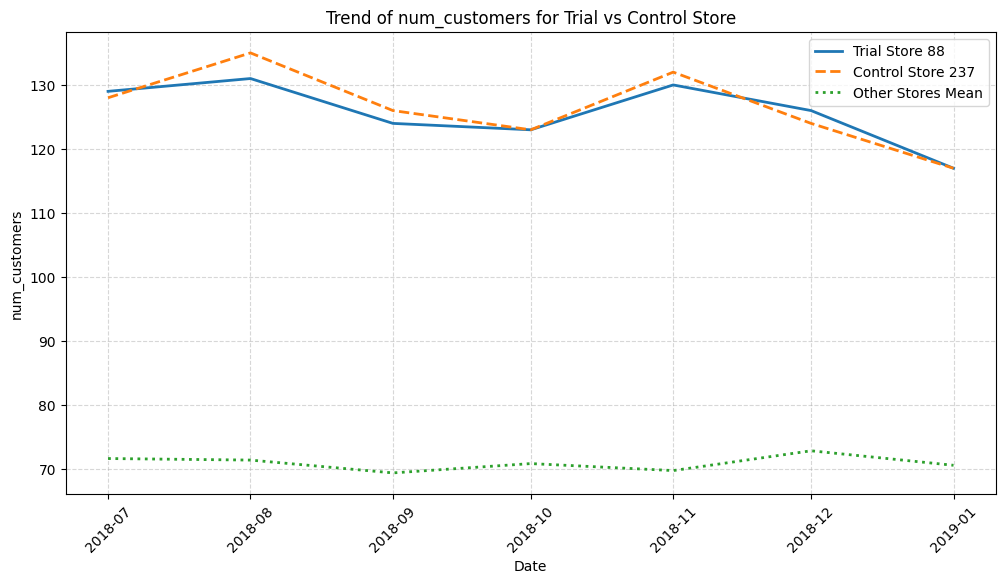 Trend of num_customers for Trial vs Control Store
Trial Store 88
Control Store 237
Other Stores Mean
num_customers
130
120
110
100
90
80
70
2018-07
2018-08
2018-09
2018-10
2018-11
2018-12
2019-01
Date